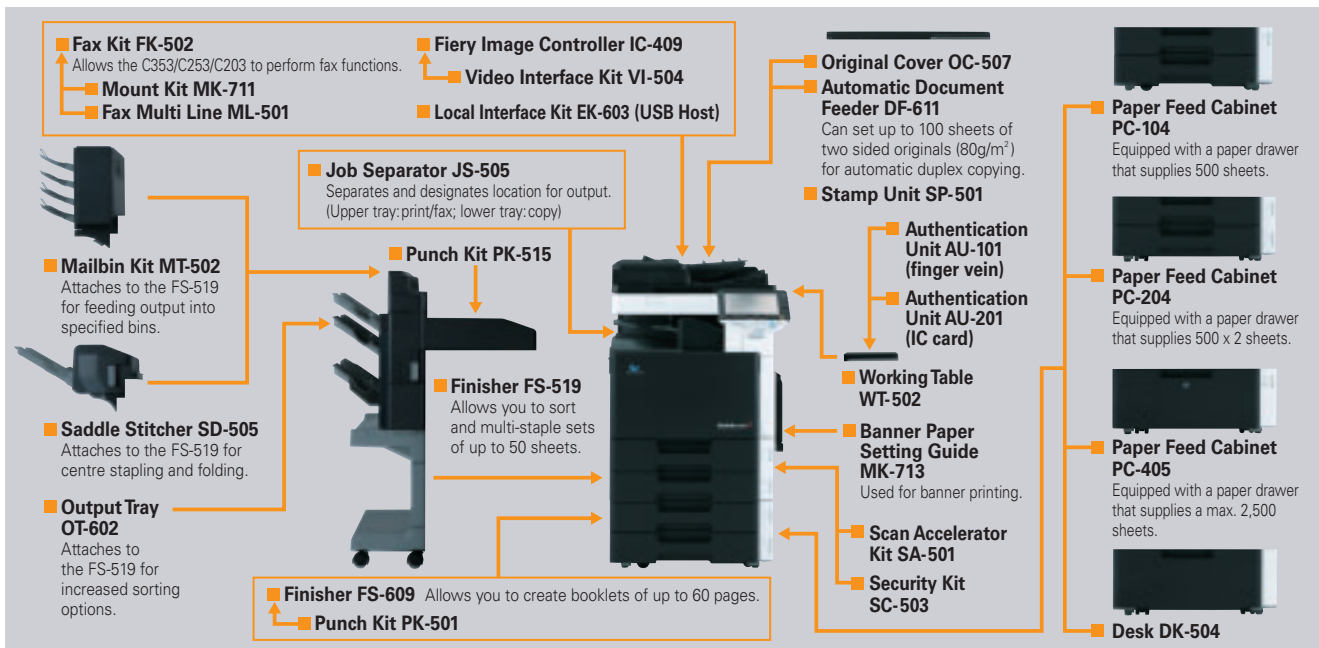 Fax Kit FK-502
Allows the C353/C253/C203 to perform fax functions.
Mount Kit MK-711
Fax Multi Line ML-501
Fiery Image Controller IC-409
Video Interface Kit VI-504
Local Interface Kit EK-603 (USB Host)
Job Separator JS-505
Separates and designates location for output.
(Upper tray: print/fax; lower tray: copy)
Mailbin Kit MT-502
Attaches to the FS-519
for feeding output into
specified bins.
Saddle Stitcher SD-505
Attaches to the FS-519 for
centre stapling and folding.
Output Tray
OT-602
Attaches to
the FS-519 for
increased sorting
options.
Punch Kit PK-515
Finisher FS-519
Allows you to sort
and multi-staple sets
of up to 50 sheets.
Finisher FS-609 Allows you to create booklets of up to 60 pages.
Punch Kit PK-501
Original Cover OC-507
Automatic Document
Feeder DF-611
Can set up to 100 sheets of
two sided originals (80g/m²)
for automatic duplex copying.
Stamp Unit SP-501
Authentication
Unit AU-101
(finger vein)
Authentication
Unit AU-201
(IC card)
Working Table
WT-502
Banner Paper
Setting Guide
MK-713
Used for banner printing.
Scan Accelerator
Kit SA-501
Security Kit
SC-503
Paper Feed Cabinet
PC-104
Equipped with a paper drawer
that supplies 500 sheets.
Paper Feed Cabinet
PC-204
Equipped with a paper drawer
that supplies 500 x 2 sheets.
Paper Feed Cabinet
PC-405
Equipped with a paper drawer
that supplies a max. 2,500
sheets.
Desk DK-504